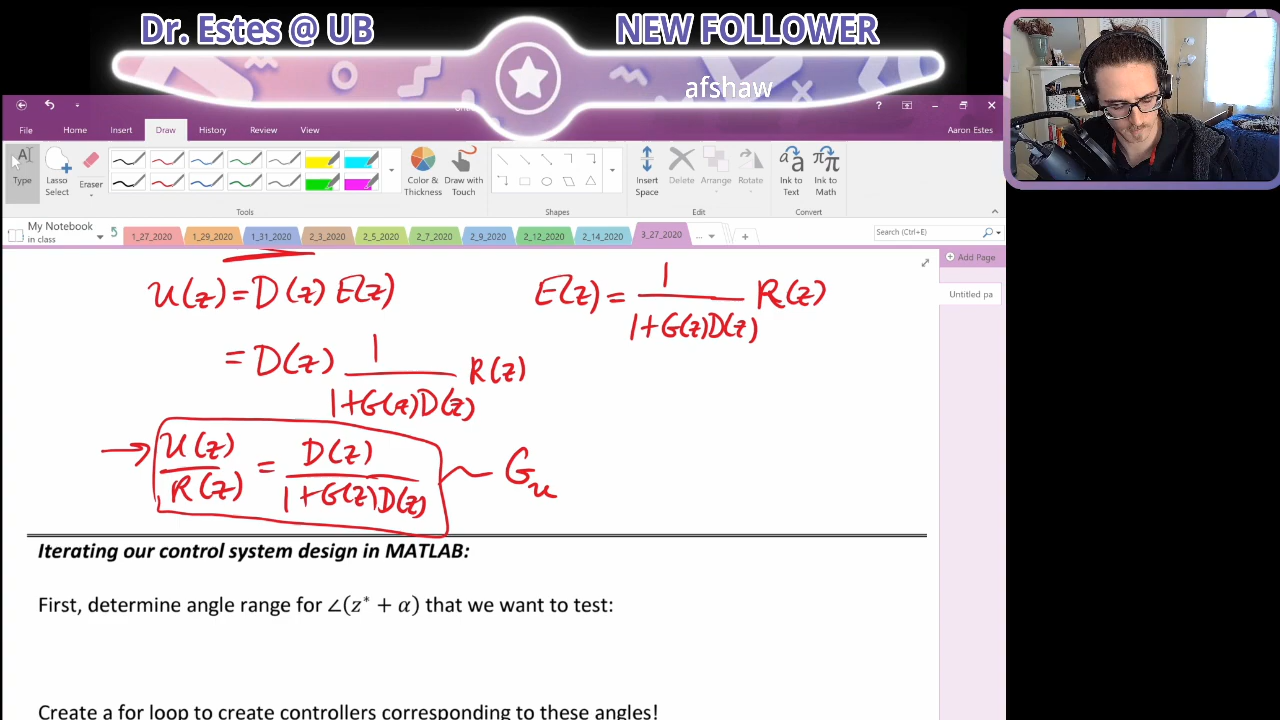 Dr. Estes @ UB
NEW FOLLOWER
afshaw
File Home Insert Draw History Review View
Aaron Estes
Type
Lasso Select
Eraser
Color & Thickness
Draw with Touch
Insert Space
Delete
Arrange
Rotate
Ink to Text
Ink to Math
Tools
Shapes
Edit
Convert
My Notebook
in class
1_27_2020 1_29_2020 1_31_2020 2_3_2020 2_5_2020 2_7_2020 2_9_2020 2_12_2020 2_14_2020 3_27_2020 ...
Search (Ctrl+E)
Add Page
Untitled pa
U(z) = D(z) E(z)
E(z) = 1/(1+G(z)D(z)) R(z)
= D(z) 1/(1+G(z)D(z)) R(z)
→ U(z)/R(z) = D(z)/(1+G(z)D(z)) ~ G_u
Iterating our control system design in MATLAB:
First, determine angle range for ∠(z* + α) that we want to test:
Create a for loop to create controllers corresponding to these angles!